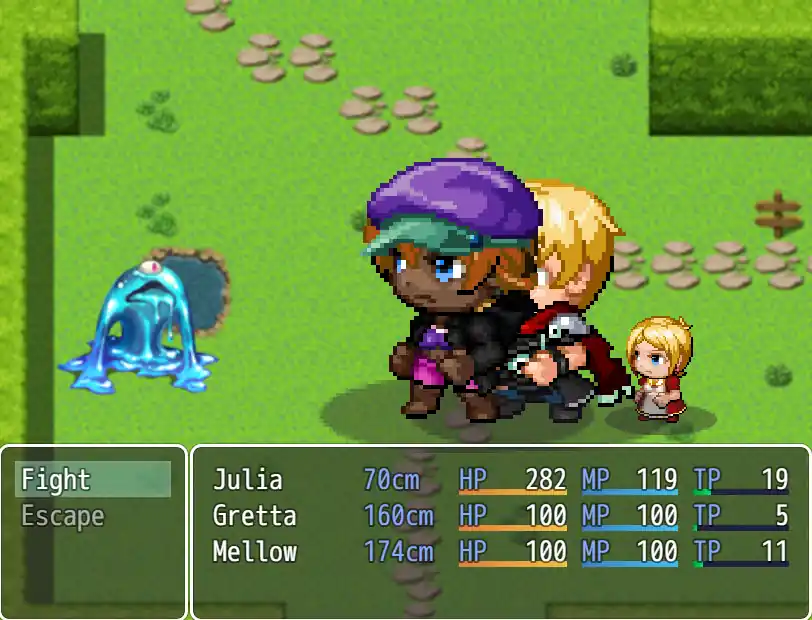 Fight
Escape
Julia 70cm HP 282 MP 119 TP 19
Gretta 160cm HP 100 MP 100 TP 5
Mellow 174cm HP 100 MP 100 TP 11